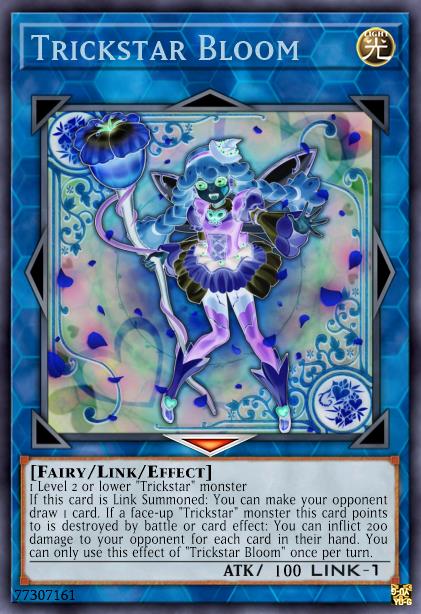 Trickstar Bloom
LIGHT
光
[Fairy/Link/Effect]
1 Level 2 or lower "Trickstar" monster
If this card is Link Summoned: You can make your opponent
draw 1 card. If a face-up "Trickstar" monster this card points
to is destroyed by battle or card effect: You can inflict 200
damage to your opponent for each card in their hand. You
can only use this effect of "Trickstar Bloom" once per turn.
ATK/ 100 LINK-1
77307161